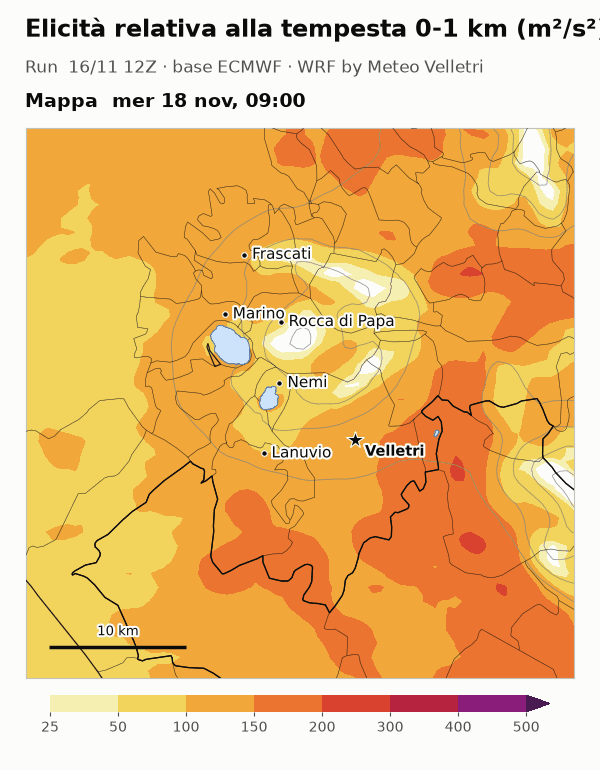 Elicità relativa alla tempesta 0-1 km (m²/s²)
Run  16/11 12Z · base ECMWF · WRF by Meteo Velletri
Mappa  mer 18 nov, 09:00
Frascati
Marino
Rocca di Papa
Nemi
Velletri
Lanuvio
10 km
25 50 100 150 200 300 400 500